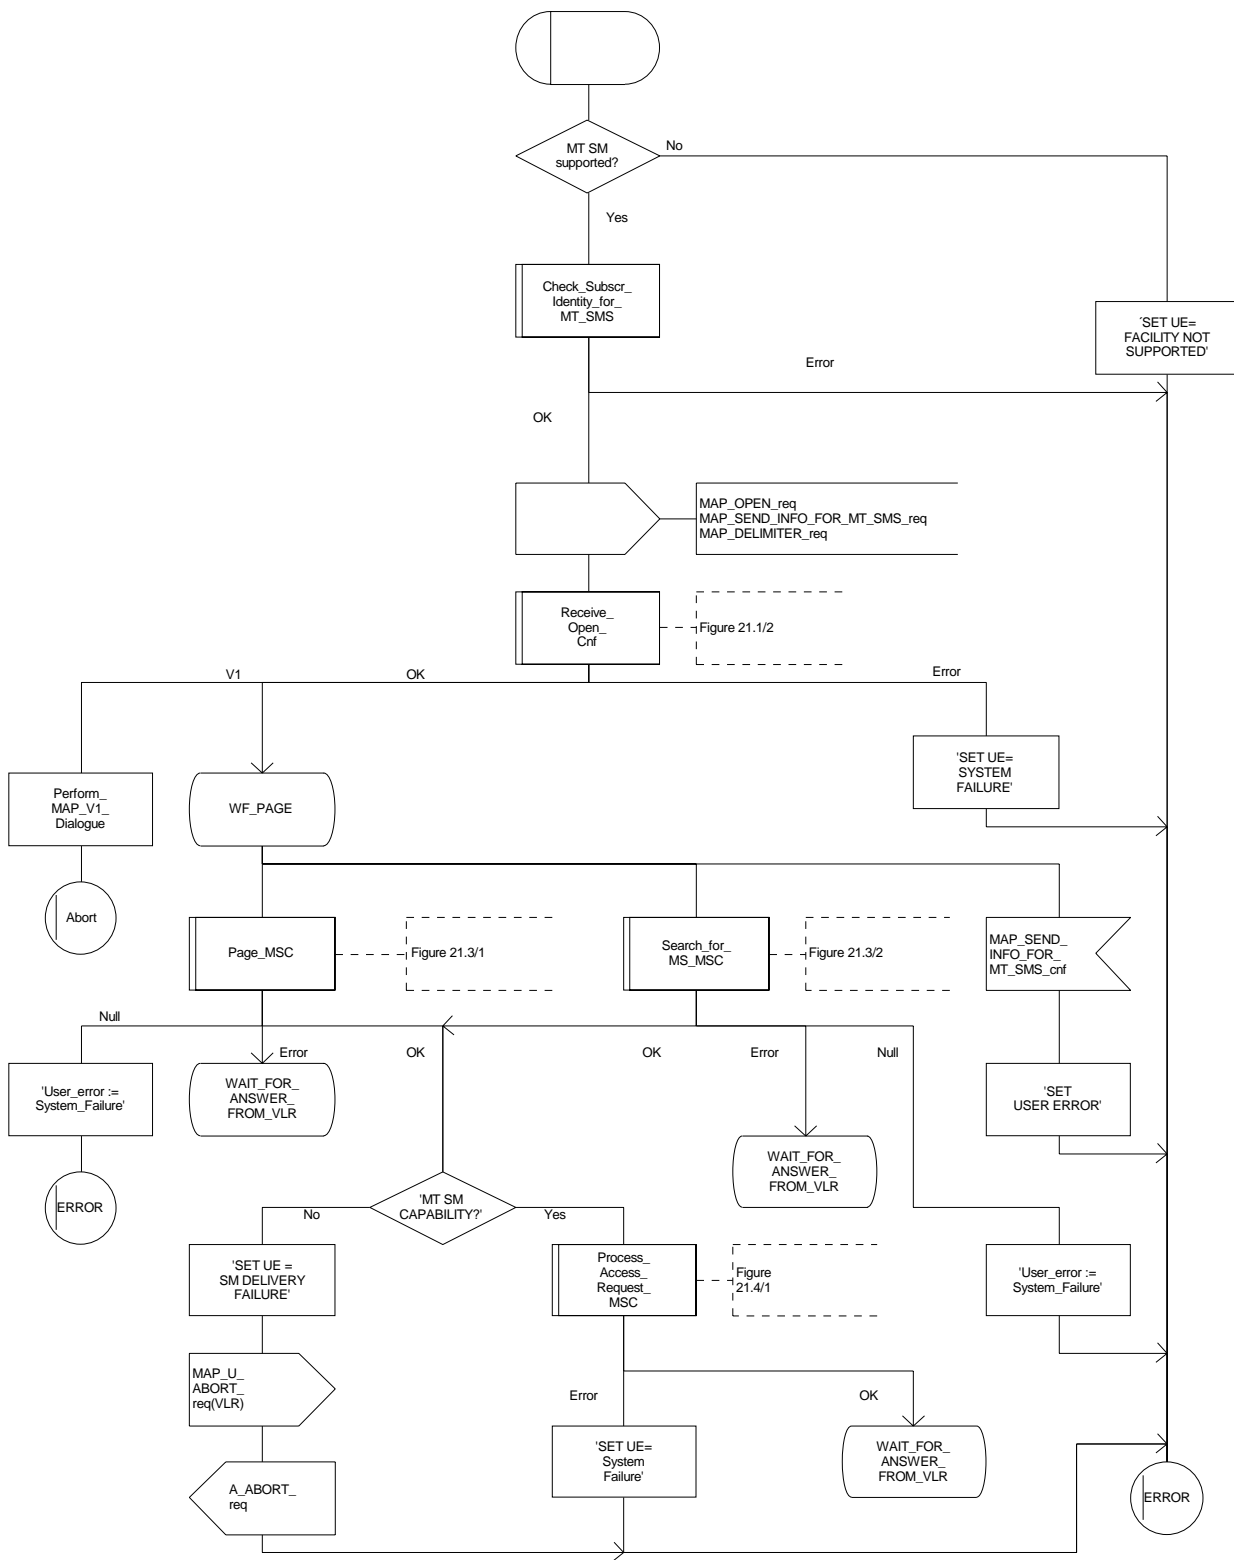 MT SM
supported?
No
Yes
Check_Subscr_
Identity_for_
MT_SMS
´SET UE=
FACILITY NOT
SUPPORTED'
Error
OK
MAP_OPEN_req
MAP_SEND_INFO_FOR_MT_SMS_req
MAP_DELIMITER_req
Receive_
Open_
Cnf
Figure 21.1/2
V1
OK
Error
'SET UE=
SYSTEM
FAILURE'
Perform_
MAP_V1_
Dialogue
WF_PAGE
Abort
Page_MSC
Figure 21.3/1
Search_for_
MS_MSC
Figure 21.3/2
MAP_SEND_
INFO_FOR_
MT_SMS_cnf
Null
Error
OK
OK
Error
Null
'User_error :=
System_Failure'
WAIT_FOR_
ANSWER_
FROM_VLR
'SET
USER ERROR'
WAIT_FOR_
ANSWER_
FROM_VLR
ERROR
'MT SM
CAPABILITY?'
No
Yes
'SET UE =
SM DELIVERY
FAILURE'
Process_
Access_
Request_
MSC
Figure
21.4/1
'User_error :=
System_Failure'
MAP_U_
ABORT_
req(VLR)
Error
OK
'SET UE=
System
Failure'
WAIT_FOR_
ANSWER_
FROM_VLR
A_ABORT_
req
ERROR